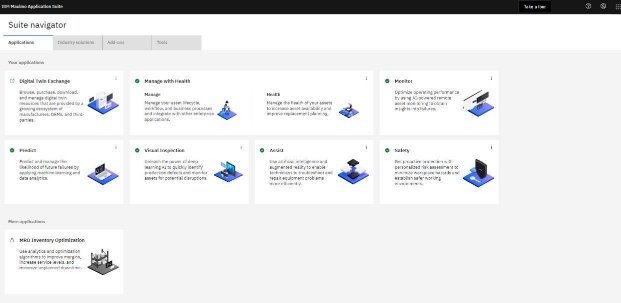 IBM Maximo Application Suite
Take a tour
Suite navigator
Applications
Industry solutions
Add-ons
Tools
Your applications
Digital Twin Exchange
Browse, purchase, download,
and manage digital twin
resources that are provided by a
growing ecosystem of
manufacturers, OEMs, and third-
parties.
Manage with Health
Manage
Manage your asset lifecycle,
workflow, and business processes
and integrate with other enterprise
applications.
Health
Manage the health of your assets
to increase asset availability and
improve replacement planning.
Monitor
Optimize operating performance
by using AI-powered remote
asset monitoring to obtain
insights into failures.
Predict
Predict and manage the
likelihood of future failures by
applying machine learning and
data analytics.
Visual Inspection
Unleash the power of deep
learning AI to quickly identify
production defects and monitor
assets for potential disruptions.
Assist
Use artificial intelligence and
augmented reality to enable
technicians to troubleshoot and
repair equipment problems
more efficiently.
Safety
Get proactive protection with
personalized risk assessment to
minimize workplace hazards and
establish safer working
environments.
More applications
MRO Inventory Optimization
Use analytics and optimization
algorithms to improve margins,
increase service levels, and
minimize unplanned downtime.